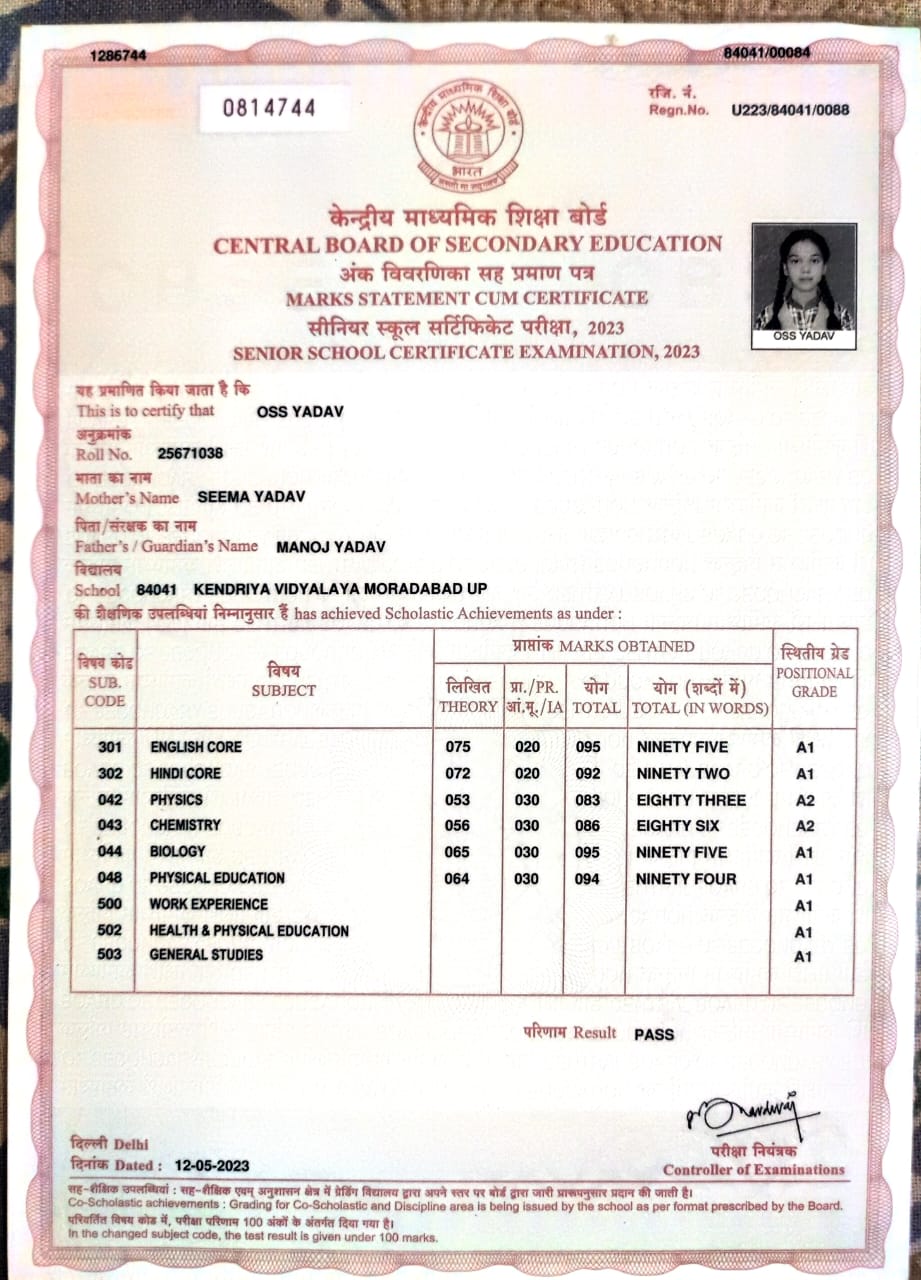 1286744
84041/00084
0814744
रजि. नं.
Regn.No. U223/84041/0088
केन्द्रीय माध्यमिक शिक्षा बोर्ड
भारत
केन्द्रीय माध्यमिक शिक्षा बोर्ड
CENTRAL BOARD OF SECONDARY EDUCATION
अंक विवरणिका सह प्रमाण पत्र
MARKS STATEMENT CUM CERTIFICATE
सीनियर स्कूल सर्टिफिकेट परीक्षा, 2023
SENIOR SCHOOL CERTIFICATE EXAMINATION, 2023
OSS YADAV
यह प्रमाणित किया जाता है कि
This is to certify that OSS YADAV
अनुक्रमांक
Roll No. 25671038
माता का नाम
Mother's Name SEEMA YADAV
पिता/संरक्षक का नाम
Father's / Guardian's Name MANOJ YADAV
विद्यालय
School 84041 KENDRIYA VIDYALAYA MORADABAD UP
की शैक्षणिक उपलब्धियां निम्नानुसार हैं has achieved Scholastic Achievements as under :
विषय कोड SUB. CODE
विषय SUBJECT
प्राप्तांक MARKS OBTAINED
लिखित THEORY
प्रा./PR. आं.मू./IA
योग TOTAL
योग (शब्दों में) TOTAL (IN WORDS)
स्थितीय ग्रेड POSITIONAL GRADE
301 ENGLISH CORE 075 020 095 NINETY FIVE A1
302 HINDI CORE 072 020 092 NINETY TWO A1
042 PHYSICS 053 030 083 EIGHTY THREE A2
043 CHEMISTRY 056 030 086 EIGHTY SIX A2
044 BIOLOGY 065 030 095 NINETY FIVE A1
048 PHYSICAL EDUCATION 064 030 094 NINETY FOUR A1
500 WORK EXPERIENCE A1
502 HEALTH & PHYSICAL EDUCATION A1
503 GENERAL STUDIES A1
परिणाम Result PASS
दिल्ली Delhi
दिनांक Dated : 12-05-2023
परीक्षा नियंत्रक
Controller of Examinations
सह-शैक्षिक उपलब्धियां : सह-शैक्षिक एवम् अनुशासन क्षेत्र में ग्रेडिंग विद्यालय द्वारा अपने स्तर पर बोर्ड द्वारा जारी प्रारूपनुसार प्रदान की जाती है।
Co-Scholastic achievements : Grading for Co-Scholastic and Discipline area is being issued by the school as per format prescribed by the Board.
परिवर्तित विषय कोड में, परीक्षा परिणाम 100 अंकों के अंतर्गत दिया गया है।
In the changed subject code, the test result is given under 100 marks.